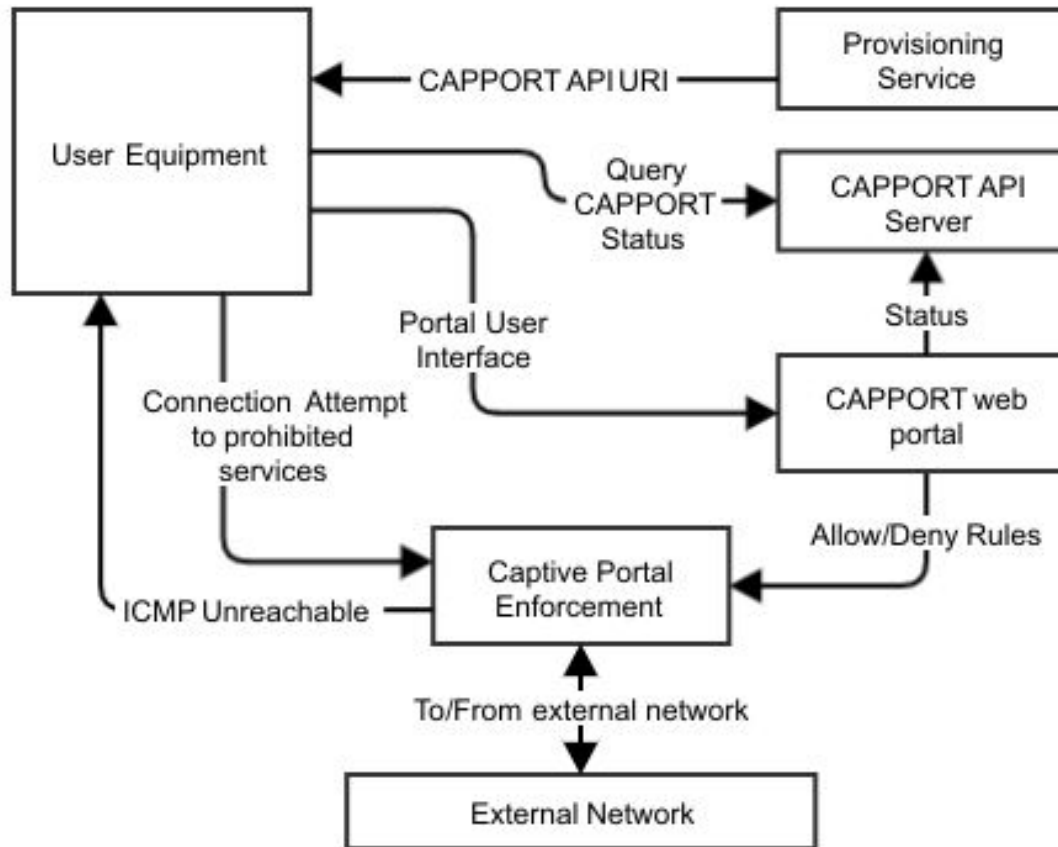 Provisioning
Service
CAPPORT API URI
User Equipment
Query
CAPPORT
Status
CAPPORT API
Server
Status
Portal User
Interface
CAPPORT web
portal
Connection Attempt
to prohibited
services
Allow/Deny Rules
Captive Portal
Enforcement
ICMP Unreachable
To/From external network
External Network